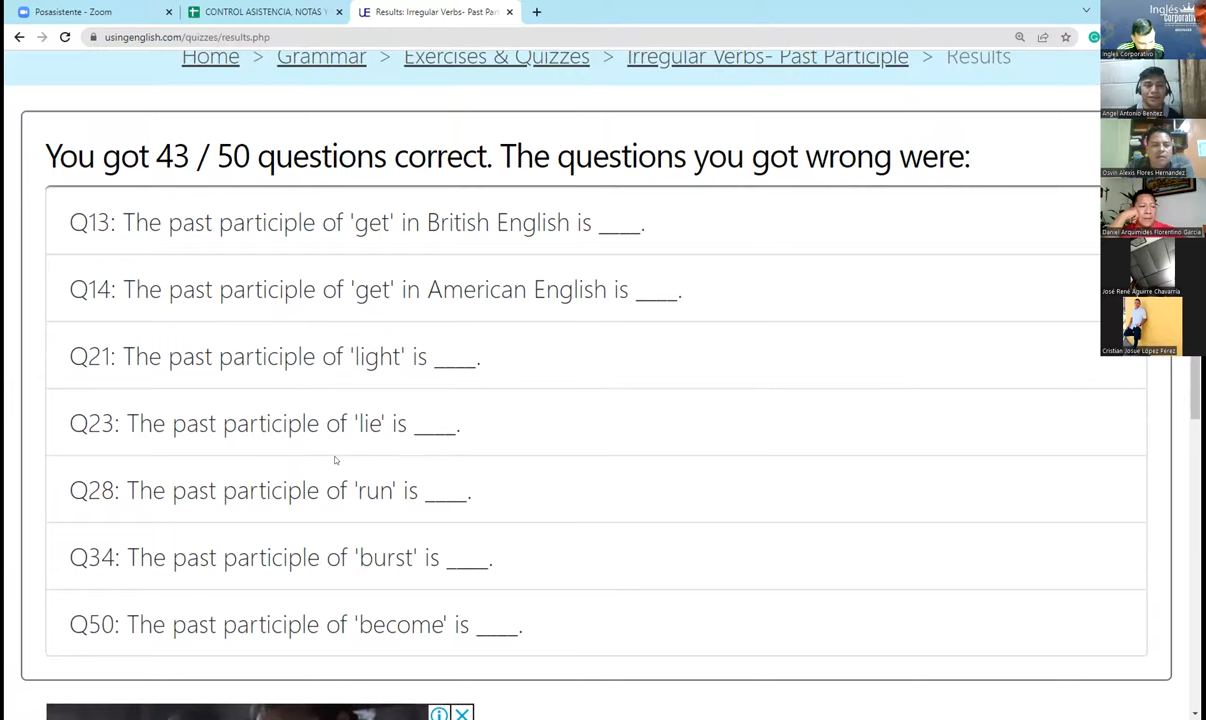 Posasistente - Zoom
CONTROL ASISTENCIA, NOTAS Y
Results: Irregular Verbs- Past Par
usingenglish.com/quizzes/results.php
Home > Grammar > Exercises & Quizzes > Irregular Verbs- Past Participle > Results
You got 43 / 50 questions correct. The questions you got wrong were:
Q13: The past participle of 'get' in British English is ____.
Q14: The past participle of 'get' in American English is ____.
Q21: The past participle of 'light' is ____.
Q23: The past participle of 'lie' is ____.
Q28: The past participle of 'run' is ____.
Q34: The past participle of 'burst' is ____.
Q50: The past participle of 'become' is ____.
Inglés
Corporativo
Inglés Corporativo
Angel Antonio Benítez
Osvin Alexis Flores Hernandez
Daniel Arquimides Florentino Garcia
José René Aguirre Chavarría
Cristian Josué López Pérez